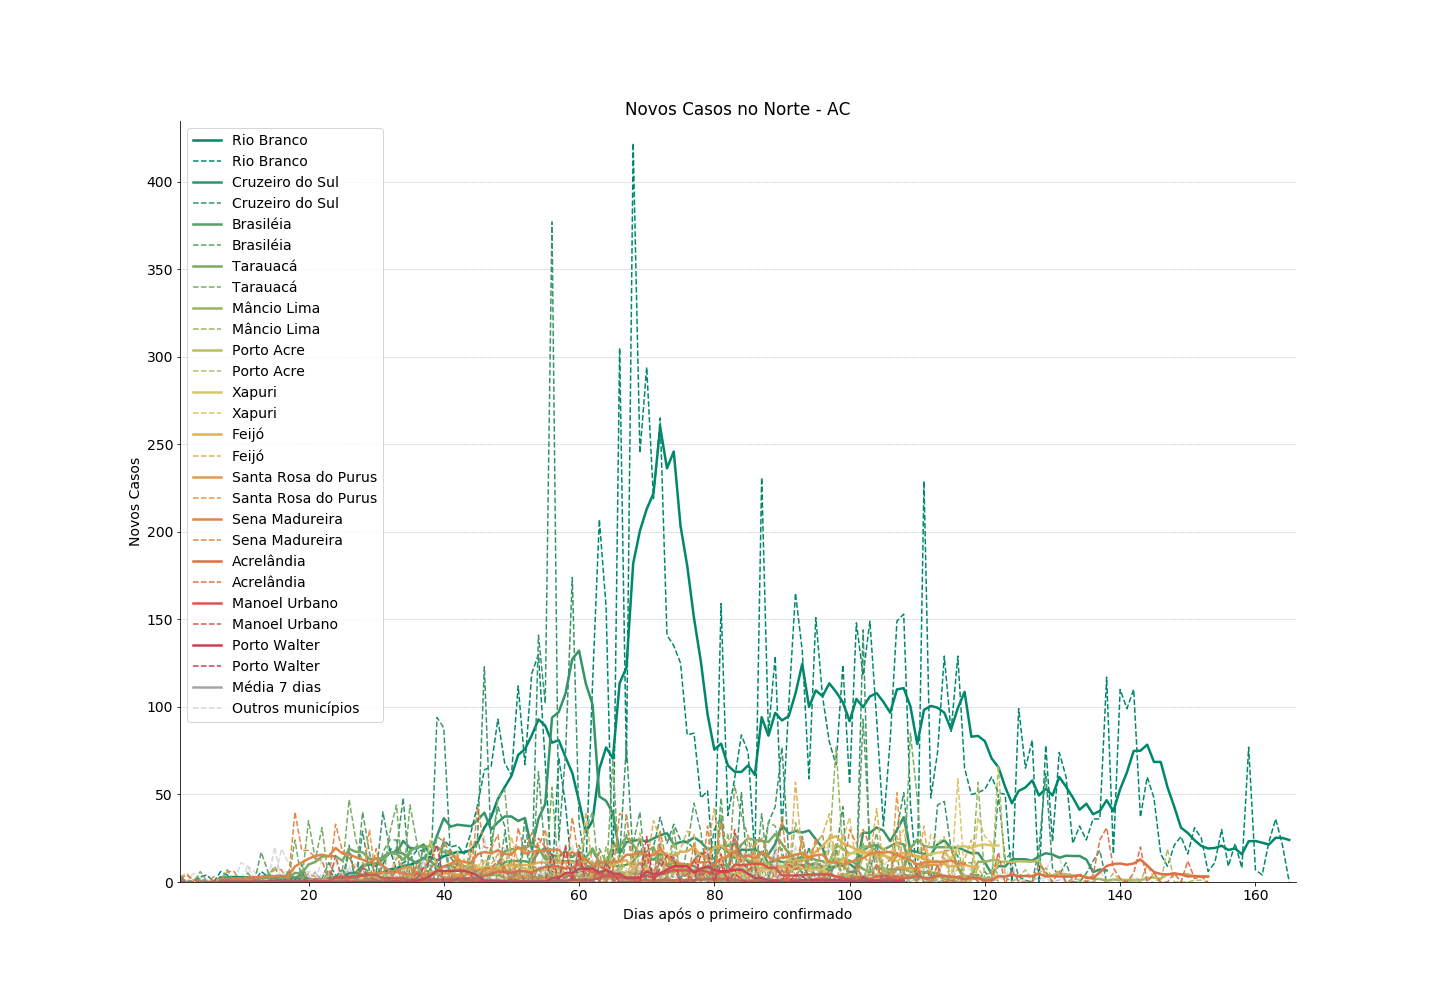 Novos Casos no Norte - AC
Rio Branco
Rio Branco
Cruzeiro do Sul
Cruzeiro do Sul
Brasiléia
Brasiléia
Tarauacá
Tarauacá
Mâncio Lima
Mâncio Lima
Porto Acre
Porto Acre
Xapuri
Xapuri
Feijó
Feijó
Santa Rosa do Purus
Santa Rosa do Purus
Sena Madureira
Sena Madureira
Acrelândia
Acrelândia
Manoel Urbano
Manoel Urbano
Porto Walter
Porto Walter
Média 7 dias
Outros municípios
Novos Casos
400
350
300
250
200
150
100
50
0
20 40 60 80 100 120 140 160
Dias após o primeiro confirmado